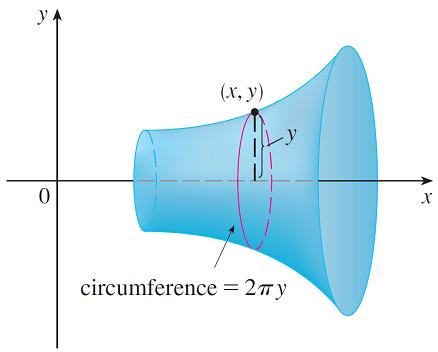 y
(x, y)
y
0
x
circumference = 2πy